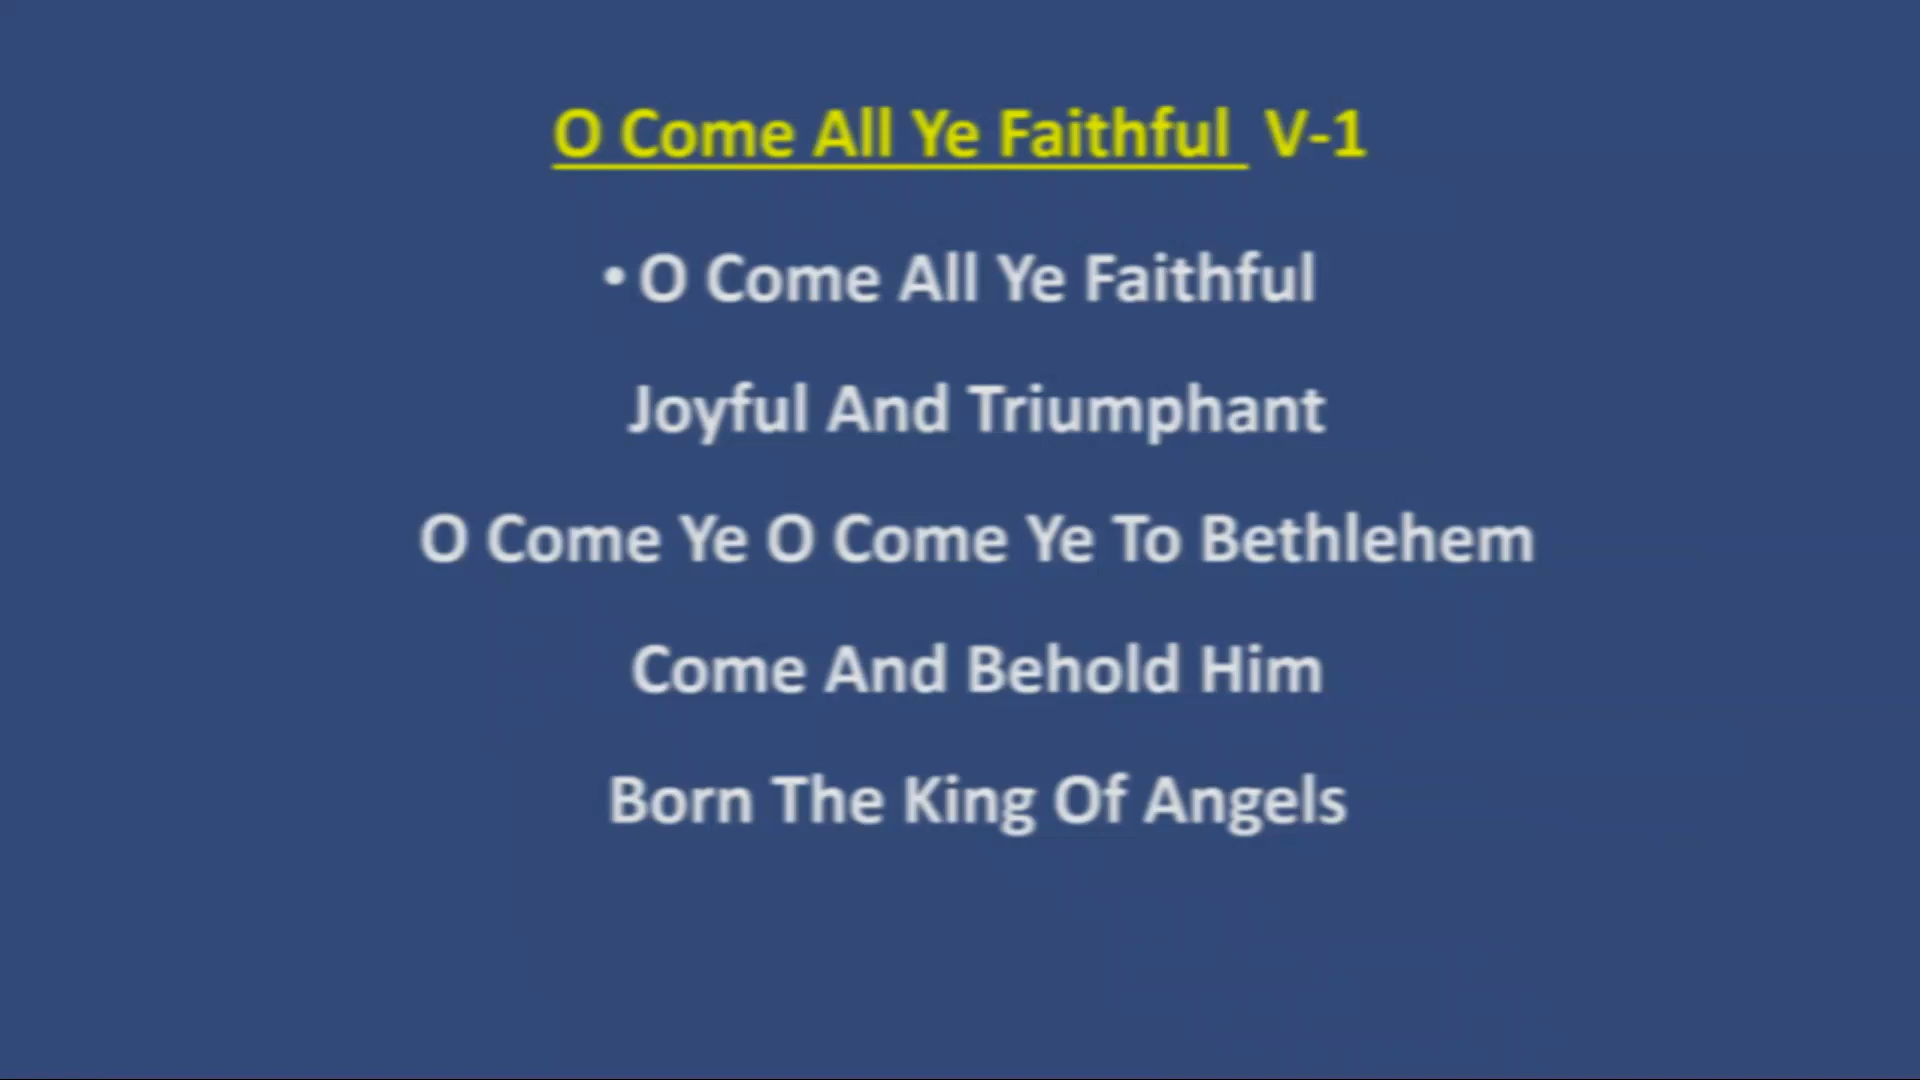 O Come All Ye Faithful V-1
• O Come All Ye Faithful
Joyful And Triumphant
O Come Ye O Come Ye To Bethlehem
Come And Behold Him
Born The King Of Angels